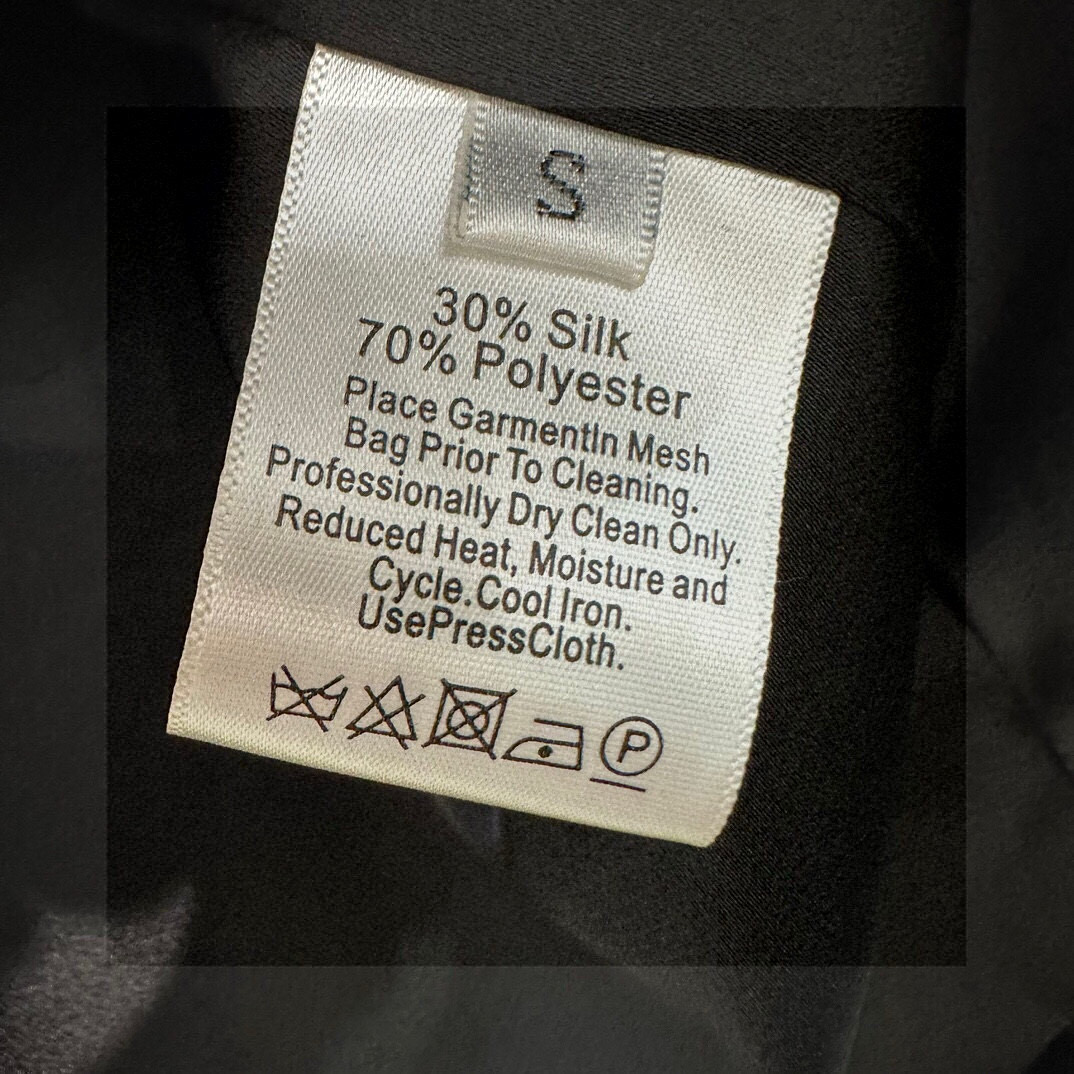 S
30% Silk
70% Polyester
Place GarmentIn Mesh
Bag Prior To Cleaning.
Professionally Dry Clean Only.
Reduced Heat, Moisture and
Cycle.Cool Iron.
UsePressCloth.
P